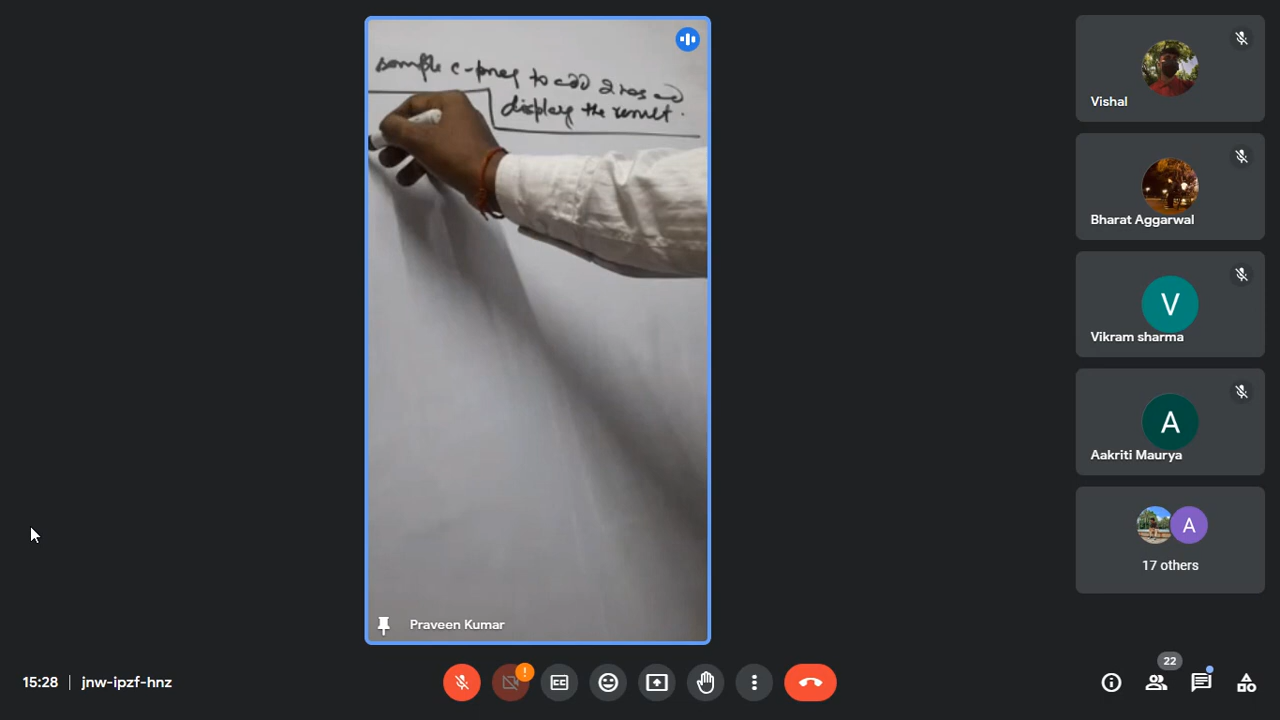 sample c-prog to add 2 nos and
display the result.
Praveen Kumar
Vishal
Bharat Aggarwal
V
Vikram sharma
A
Aakriti Maurya
A
17 others
15:28 | jnw-ipzf-hnz
22